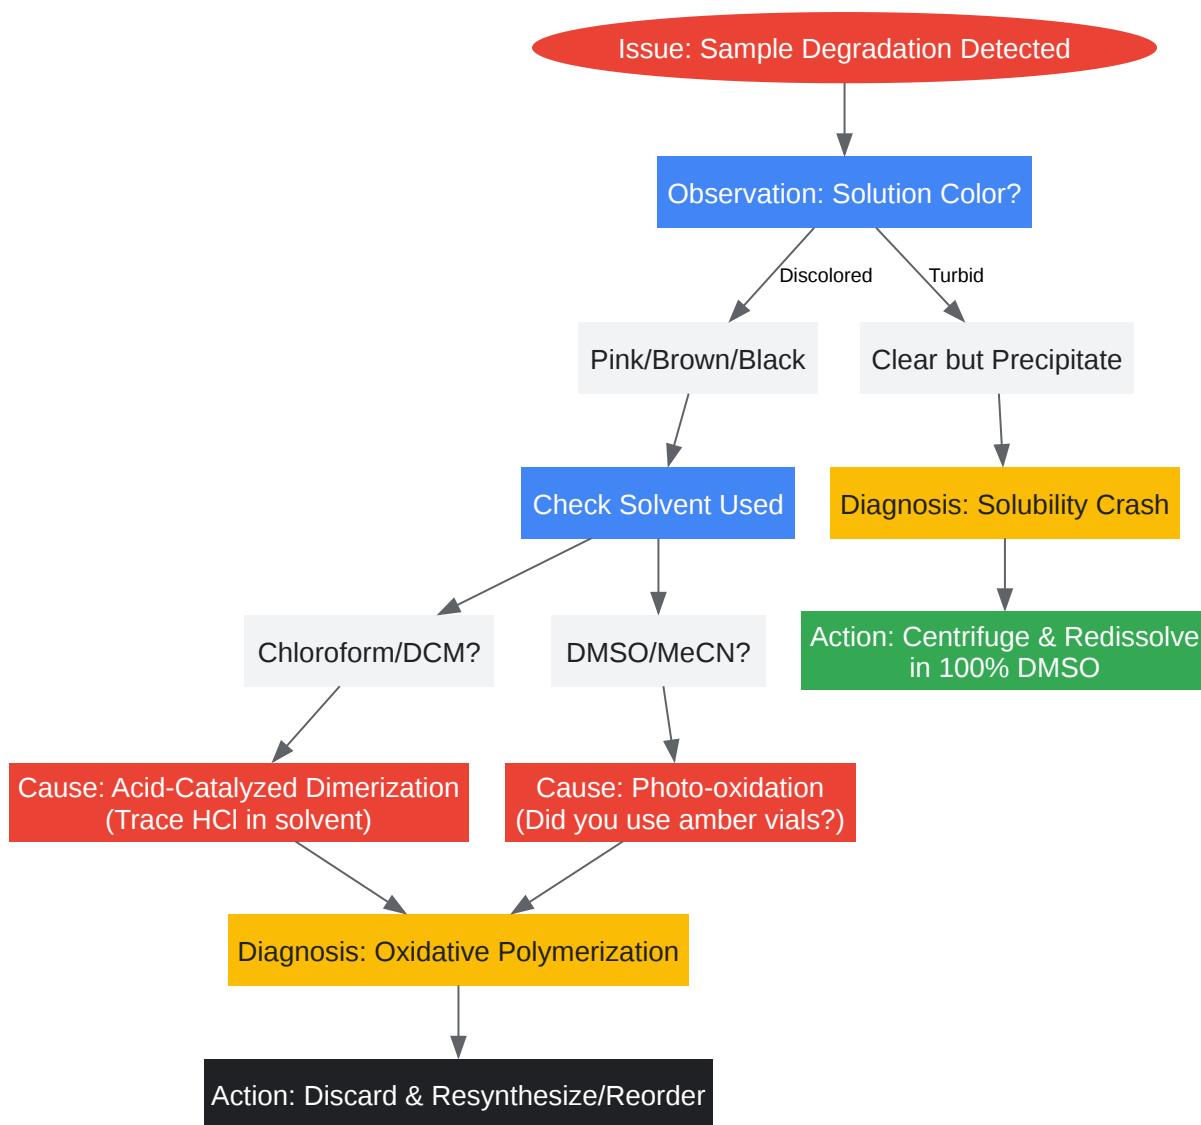 Issue: Sample Degradation Detected
Observation: Solution Color?
Discolored
Turbid
Pink/Brown/Black
Clear but Precipitate
Check Solvent Used
Diagnosis: Solubility Crash
Chloroform/DCM?
DMSO/MeCN?
Action: Centrifuge & Redissolve
in 100% DMSO
Cause: Acid-Catalyzed Dimerization
(Trace HCl in solvent)
Cause: Photo-oxidation
(Did you use amber vials?)
Diagnosis: Oxidative Polymerization
Action: Discard & Resynthesize/Reorder